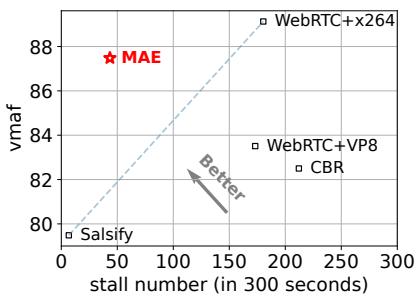 WebRTC+x264
88
MAE
86
vmaf
84
WebRTC+VP8
CBR
82
Better
80
Salsify
0 50 100 150 200 250 300
stall number (in 300 seconds)